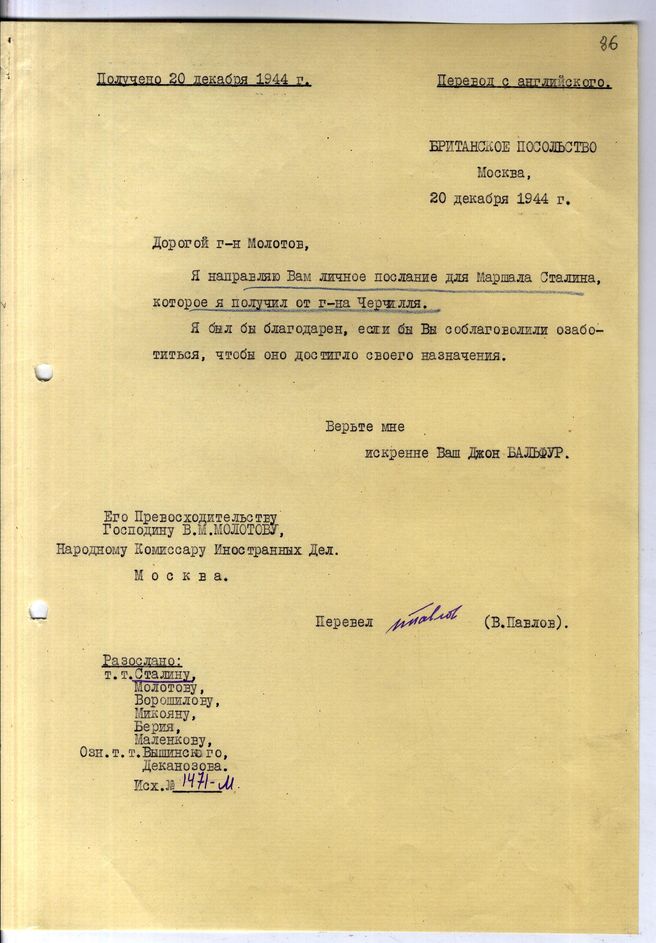 86
Получено 20 декабря 1944 г. Перевод с английского.
БРИТАНСКОЕ ПОСОЛЬСТВО
Москва,
20 декабря 1944 г.
Дорогой г-н Молотов,
Я направляю Вам личное послание для Маршала Сталина,
которое я получил от г-на Черчилля.
Я был бы благодарен, если бы Вы соблаговолили озабо-
титься, чтобы оно достигло своего назначения.
Верьте мне
искренне Ваш Джон БАЛЬФУР.
Его Превосходительству
Господину В.М.МОЛОТОВУ,
Народному Комиссару Иностранных Дел.
Москва.
Перевел Павлов (В.Павлов).
Разослано:
т.т.Сталину,
Молотову,
Ворошилову,
Микояну,
Берия,
Маленкову,
Озн.т.т.Вышинского,
Деканозова.
Исх.№ 1471-М.